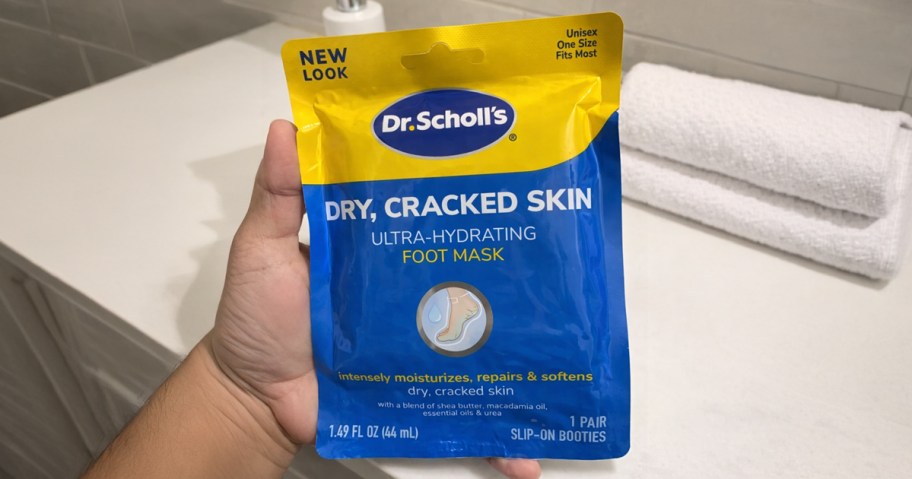 NEW
LOOK
Unisex
One Size
Fits Most
Dr.Scholl's®
DRY, CRACKED SKIN
ULTRA-HYDRATING
FOOT MASK
intensely moisturizes, repairs & softens
dry, cracked skin
with a blend of shea butter, macadamia oil,
essential oils & urea
1.49 FL OZ (44 mL)
1 PAIR
SLIP-ON BOOTIES